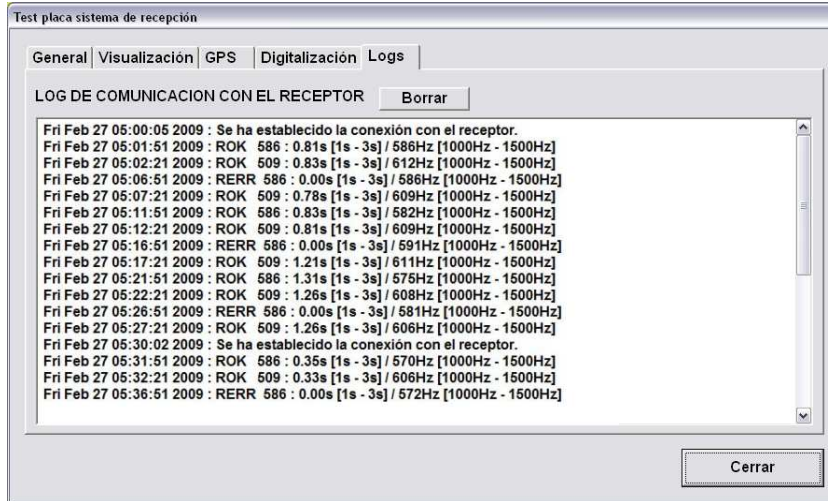 Test placa sistema de recepción
General Visualización GPS Digitalización Logs
LOG DE COMUNICACION CON EL RECEPTOR Borrar
Fri Feb 27 05:00:05 2009 : Se ha establecido la conexión con el receptor.
Fri Feb 27 05:01:51 2009 : ROK 586 : 0.81s [1s - 3s] / 586Hz [1000Hz - 1500Hz]
Fri Feb 27 05:02:21 2009 : ROK 509 : 0.83s [1s - 3s] / 612Hz [1000Hz - 1500Hz]
Fri Feb 27 05:06:51 2009 : RERR 586 : 0.00s [1s - 3s] / 586Hz [1000Hz - 1500Hz]
Fri Feb 27 05:07:21 2009 : ROK 509 : 0.78s [1s - 3s] / 609Hz [1000Hz - 1500Hz]
Fri Feb 27 05:11:51 2009 : ROK 586 : 0.83s [1s - 3s] / 582Hz [1000Hz - 1500Hz]
Fri Feb 27 05:12:21 2009 : ROK 509 : 0.81s [1s - 3s] / 609Hz [1000Hz - 1500Hz]
Fri Feb 27 05:16:51 2009 : RERR 586 : 0.00s [1s - 3s] / 591Hz [1000Hz - 1500Hz]
Fri Feb 27 05:17:21 2009 : ROK 509 : 1.21s [1s - 3s] / 611Hz [1000Hz - 1500Hz]
Fri Feb 27 05:21:51 2009 : ROK 586 : 1.31s [1s - 3s] / 575Hz [1000Hz - 1500Hz]
Fri Feb 27 05:22:21 2009 : ROK 509 : 1.26s [1s - 3s] / 608Hz [1000Hz - 1500Hz]
Fri Feb 27 05:26:51 2009 : RERR 586 : 0.00s [1s - 3s] / 581Hz [1000Hz - 1500Hz]
Fri Feb 27 05:27:21 2009 : ROK 509 : 1.26s [1s - 3s] / 606Hz [1000Hz - 1500Hz]
Fri Feb 27 05:30:02 2009 : Se ha establecido la conexión con el receptor.
Fri Feb 27 05:31:51 2009 : ROK 586 : 0.35s [1s - 3s] / 570Hz [1000Hz - 1500Hz]
Fri Feb 27 05:32:21 2009 : ROK 509 : 0.33s [1s - 3s] / 606Hz [1000Hz - 1500Hz]
Fri Feb 27 05:36:51 2009 : RERR 586 : 0.00s [1s - 3s] / 572Hz [1000Hz - 1500Hz]
Cerrar